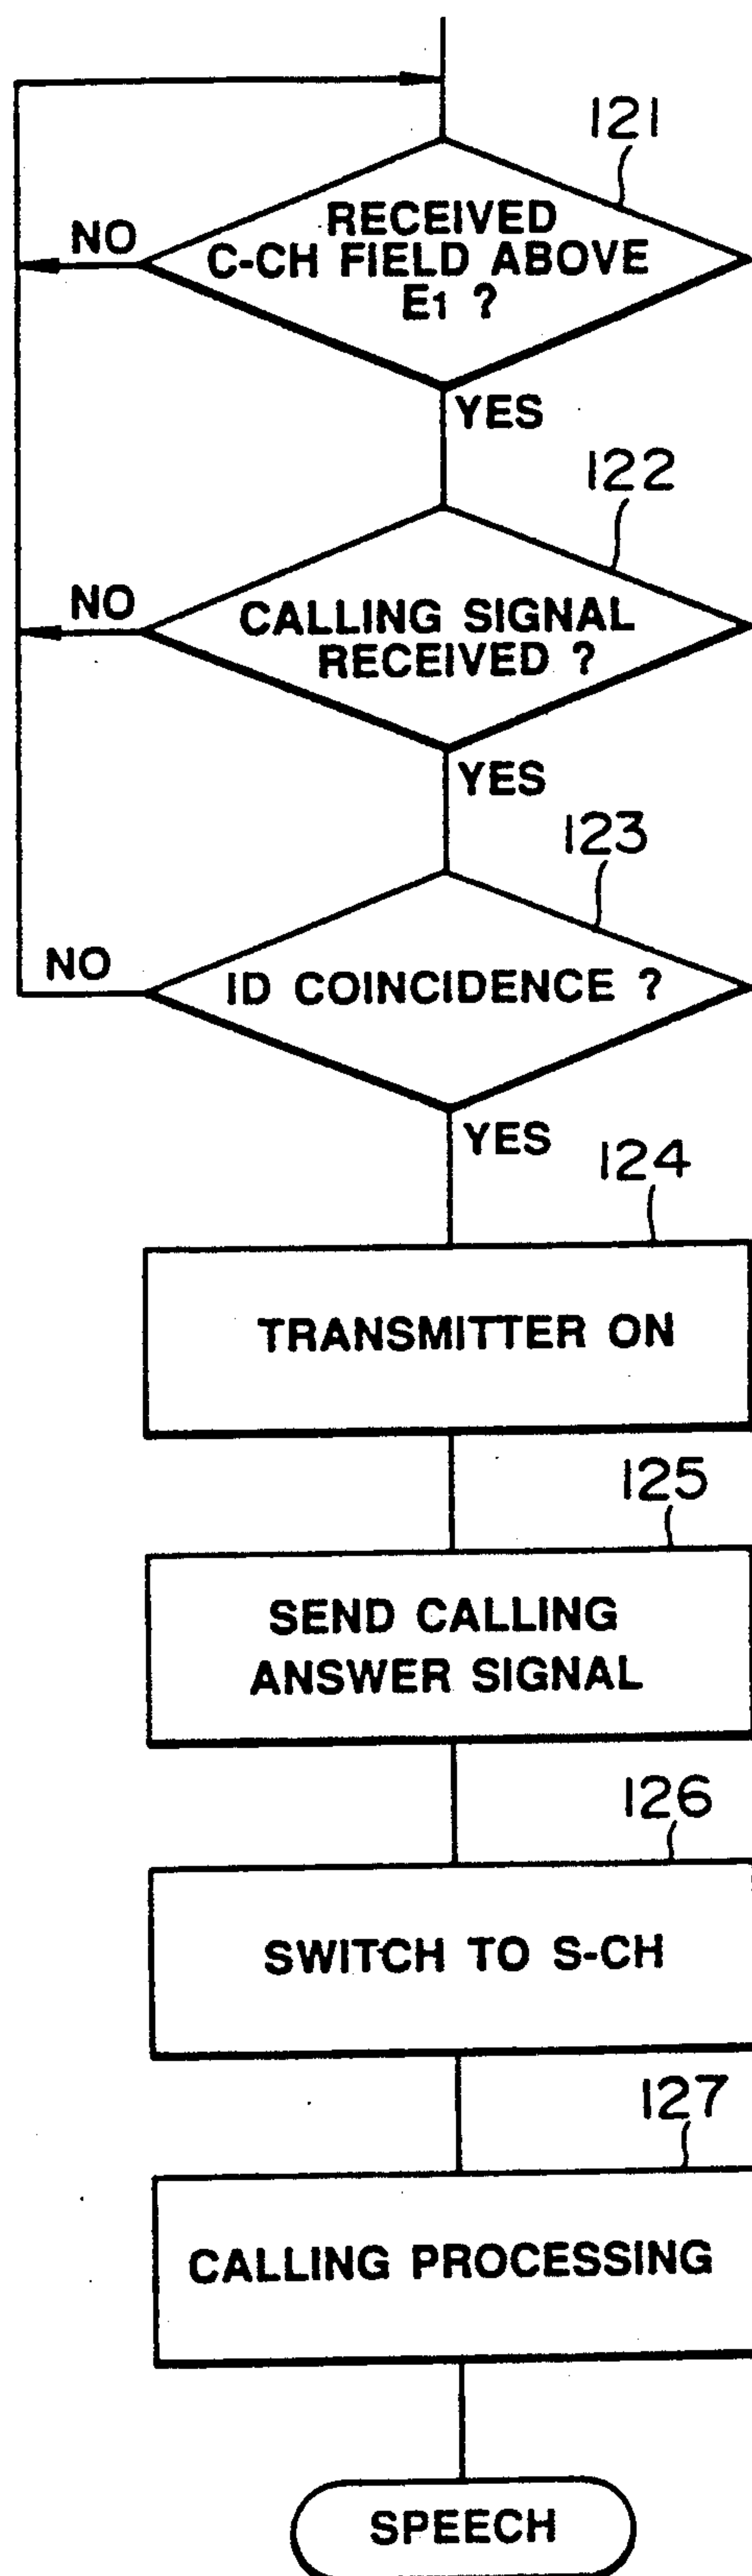 121
RECEIVED
C-CH FIELD ABOVE
E1 ?
NO
YES
122
CALLING SIGNAL
RECEIVED ?
NO
YES
123
ID COINCIDENCE ?
NO
YES
124
TRANSMITTER ON
125
SEND CALLING
ANSWER SIGNAL
126
SWITCH TO S-CH
127
CALLING PROCESSING
SPEECH